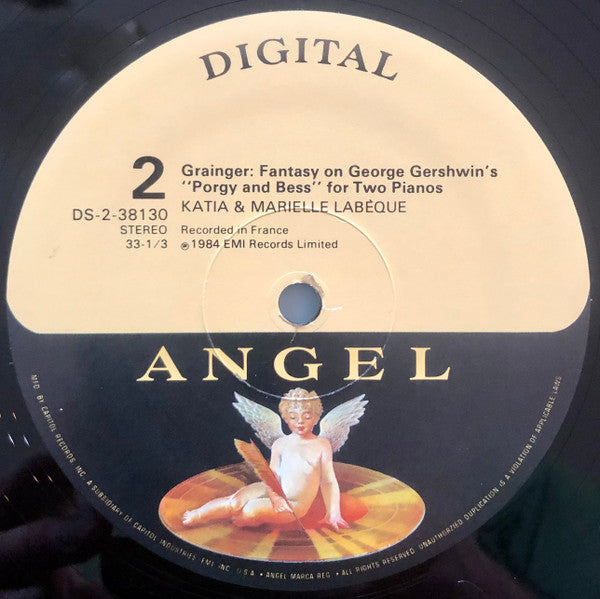 DIGITAL
2
Grainger: Fantasy on George Gershwin's
"Porgy and Bess" for Two Pianos
KATIA & MARIELLE LABÈQUE
DS-2-38130
STEREO
33-1/3
Recorded in France
℗1984 EMI Records Limited
ANGEL
MFD. BY CAPITOL RECORDS, INC., A SUBSIDIARY OF CAPITOL INDUSTRIES-EMI, INC. U.S.A. • ANGEL MARCA REG. • ALL RIGHTS RESERVED. UNAUTHORIZED DUPLICATION IS A VIOLATION OF APPLICABLE LAWS